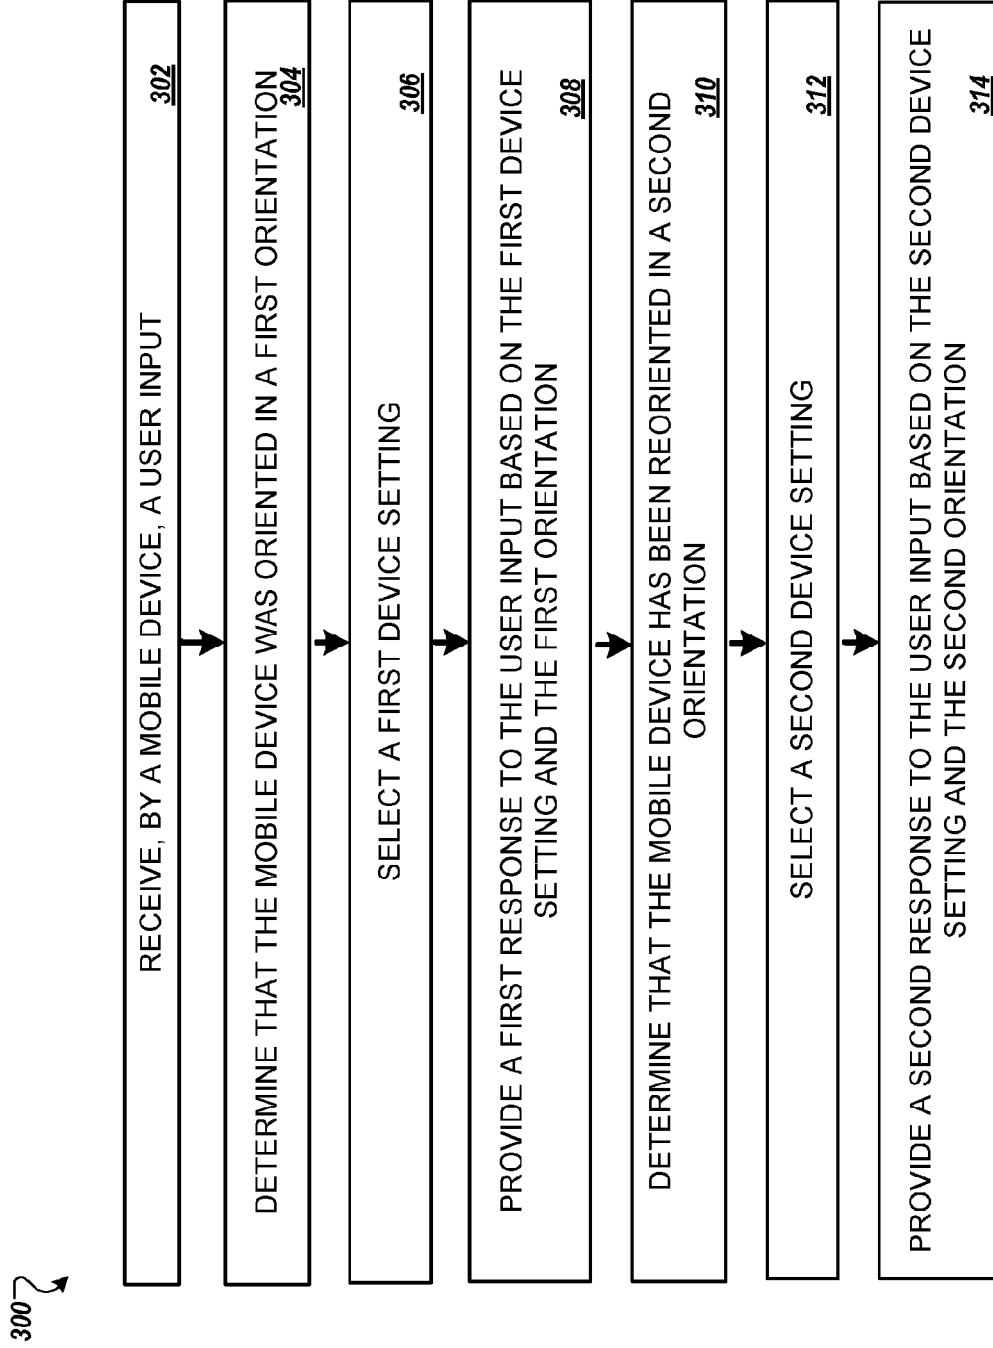 300
RECEIVE, BY A MOBILE DEVICE, A USER INPUT
302
DETERMINE THAT THE MOBILE DEVICE WAS ORIENTED IN A FIRST ORIENTATION
304
SELECT A FIRST DEVICE SETTING
306
PROVIDE A FIRST RESPONSE TO THE USER INPUT BASED ON THE FIRST DEVICE
SETTING AND THE FIRST ORIENTATION
308
DETERMINE THAT THE MOBILE DEVICE HAS BEEN REORIENTED IN A SECOND
ORIENTATION
310
SELECT A SECOND DEVICE SETTING
312
PROVIDE A SECOND RESPONSE TO THE USER INPUT BASED ON THE SECOND DEVICE
SETTING AND THE SECOND ORIENTATION
314